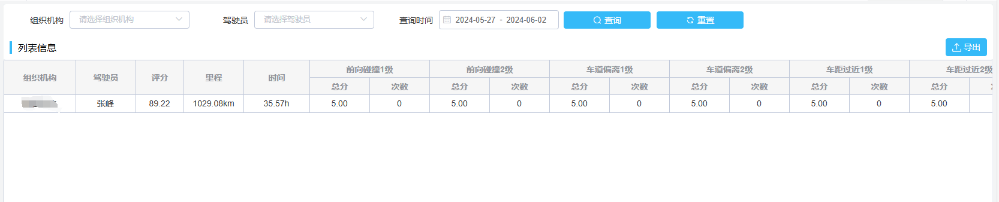 组织机构 请选择组织机构 驾驶员 请选择驾驶员 查询时间 2024-05-27 - 2024-06-02 查询 重置
列表信息 导出
组织机构 驾驶员 评分 里程 时间 前向碰撞1级 前向碰撞2级 车道偏离1级 车道偏离2级 车距过近1级 车距过近2级
总分 次数 总分 次数 总分 次数 总分 次数 总分 次数 总分
张峰 89.22 1029.08km 35.57h 5.00 0 5.00 0 5.00 0 5.00 0 5.00 0 5.00